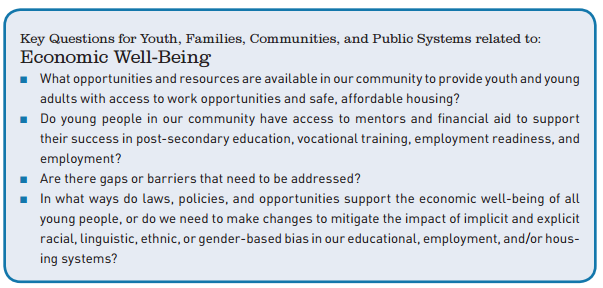 Key Questions for Youth, Families, Communities, and Public Systems related to:
Economic Well-Being
■ What opportunities and resources are available in our community to provide youth and young
adults with access to work opportunities and safe, affordable housing?
■ Do young people in our community have access to mentors and financial aid to support
their success in post-secondary education, vocational training, employment readiness, and
employment?
■ Are there gaps or barriers that need to be addressed?
■ In what ways do laws, policies, and opportunities support the economic well-being of all
young people, or do we need to make changes to mitigate the impact of implicit and explicit
racial, linguistic, ethnic, or gender-based bias in our educational, employment, and/or hous-
ing systems?